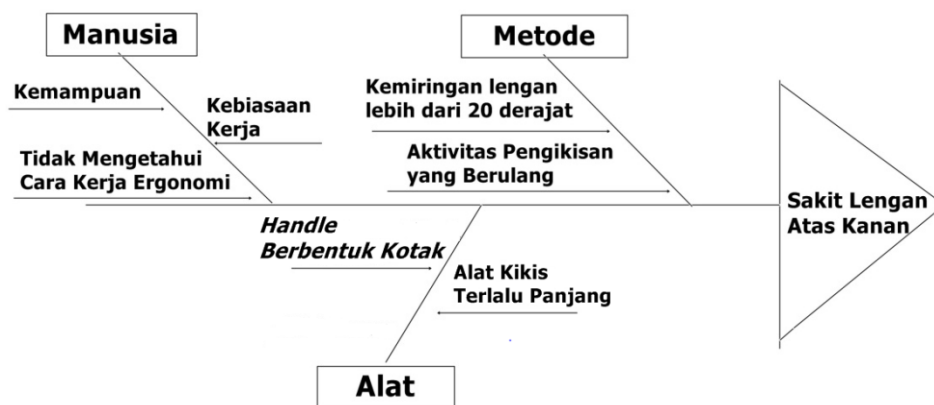 Manusia
Metode
Kemampuan
Kebiasaan
Kerja
Tidak Mengetahui
Cara Kerja Ergonomi
Kemiringan lengan
lebih dari 20 derajat
Aktivitas Pengikisan
yang Berulang
Sakit Lengan
Atas Kanan
Handle
Berbentuk Kotak
Alat Kikis
Terlalu Panjang
Alat